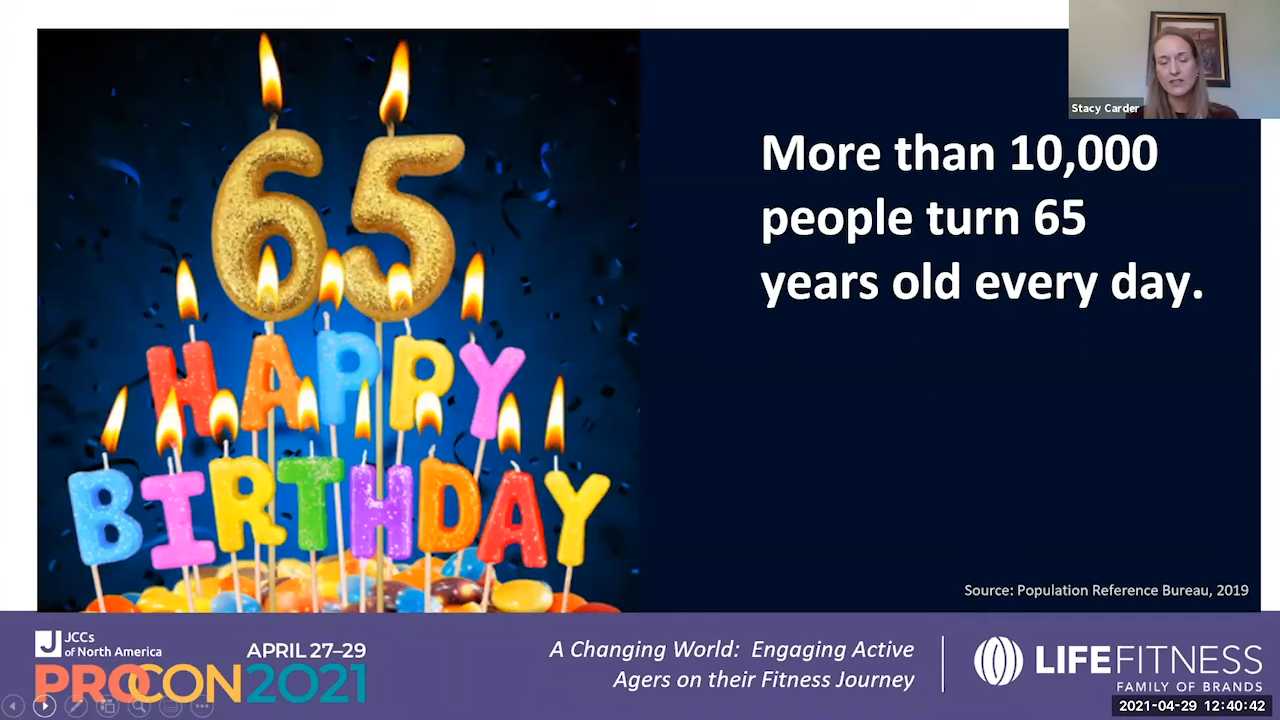 Stacy Carder
65
HAPPY
BIRTHDAY
More than 10,000
people turn 65
years old every day.
Source: Population Reference Bureau, 2019
J JCCs
of North America
PROCON2021
APRIL 27–29
A Changing World: Engaging Active
Agers on their Fitness Journey
LIFEFITNESS
FAMILY OF BRANDS
2021-04-29 12:40:42